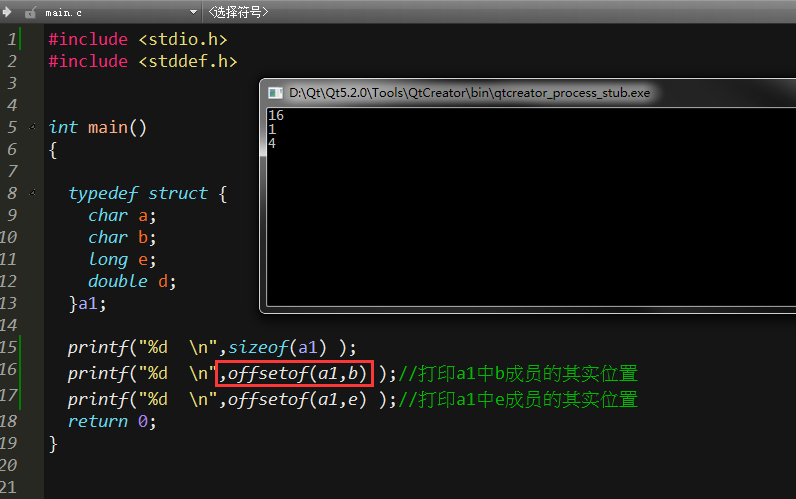 main.c <选择符号>
1 #include <stdio.h>
2 #include <stddef.h>
3
4
5 int main()
6 {
7
8 typedef struct {
9 char a;
10 char b;
11 long e;
12 double d;
13 }a1;
14
15 printf("%d  \n",sizeof(a1) );
16 printf("%d  \n",offsetof(a1,b) );//打印a1中b成员的其实位置
17 printf("%d  \n",offsetof(a1,e) );//打印a1中e成员的其实位置
18 return 0;
19 }
20
21
D:\Qt\Qt5.2.0\Tools\QtCreator\bin\qtcreator_process_stub.exe
16
1
4